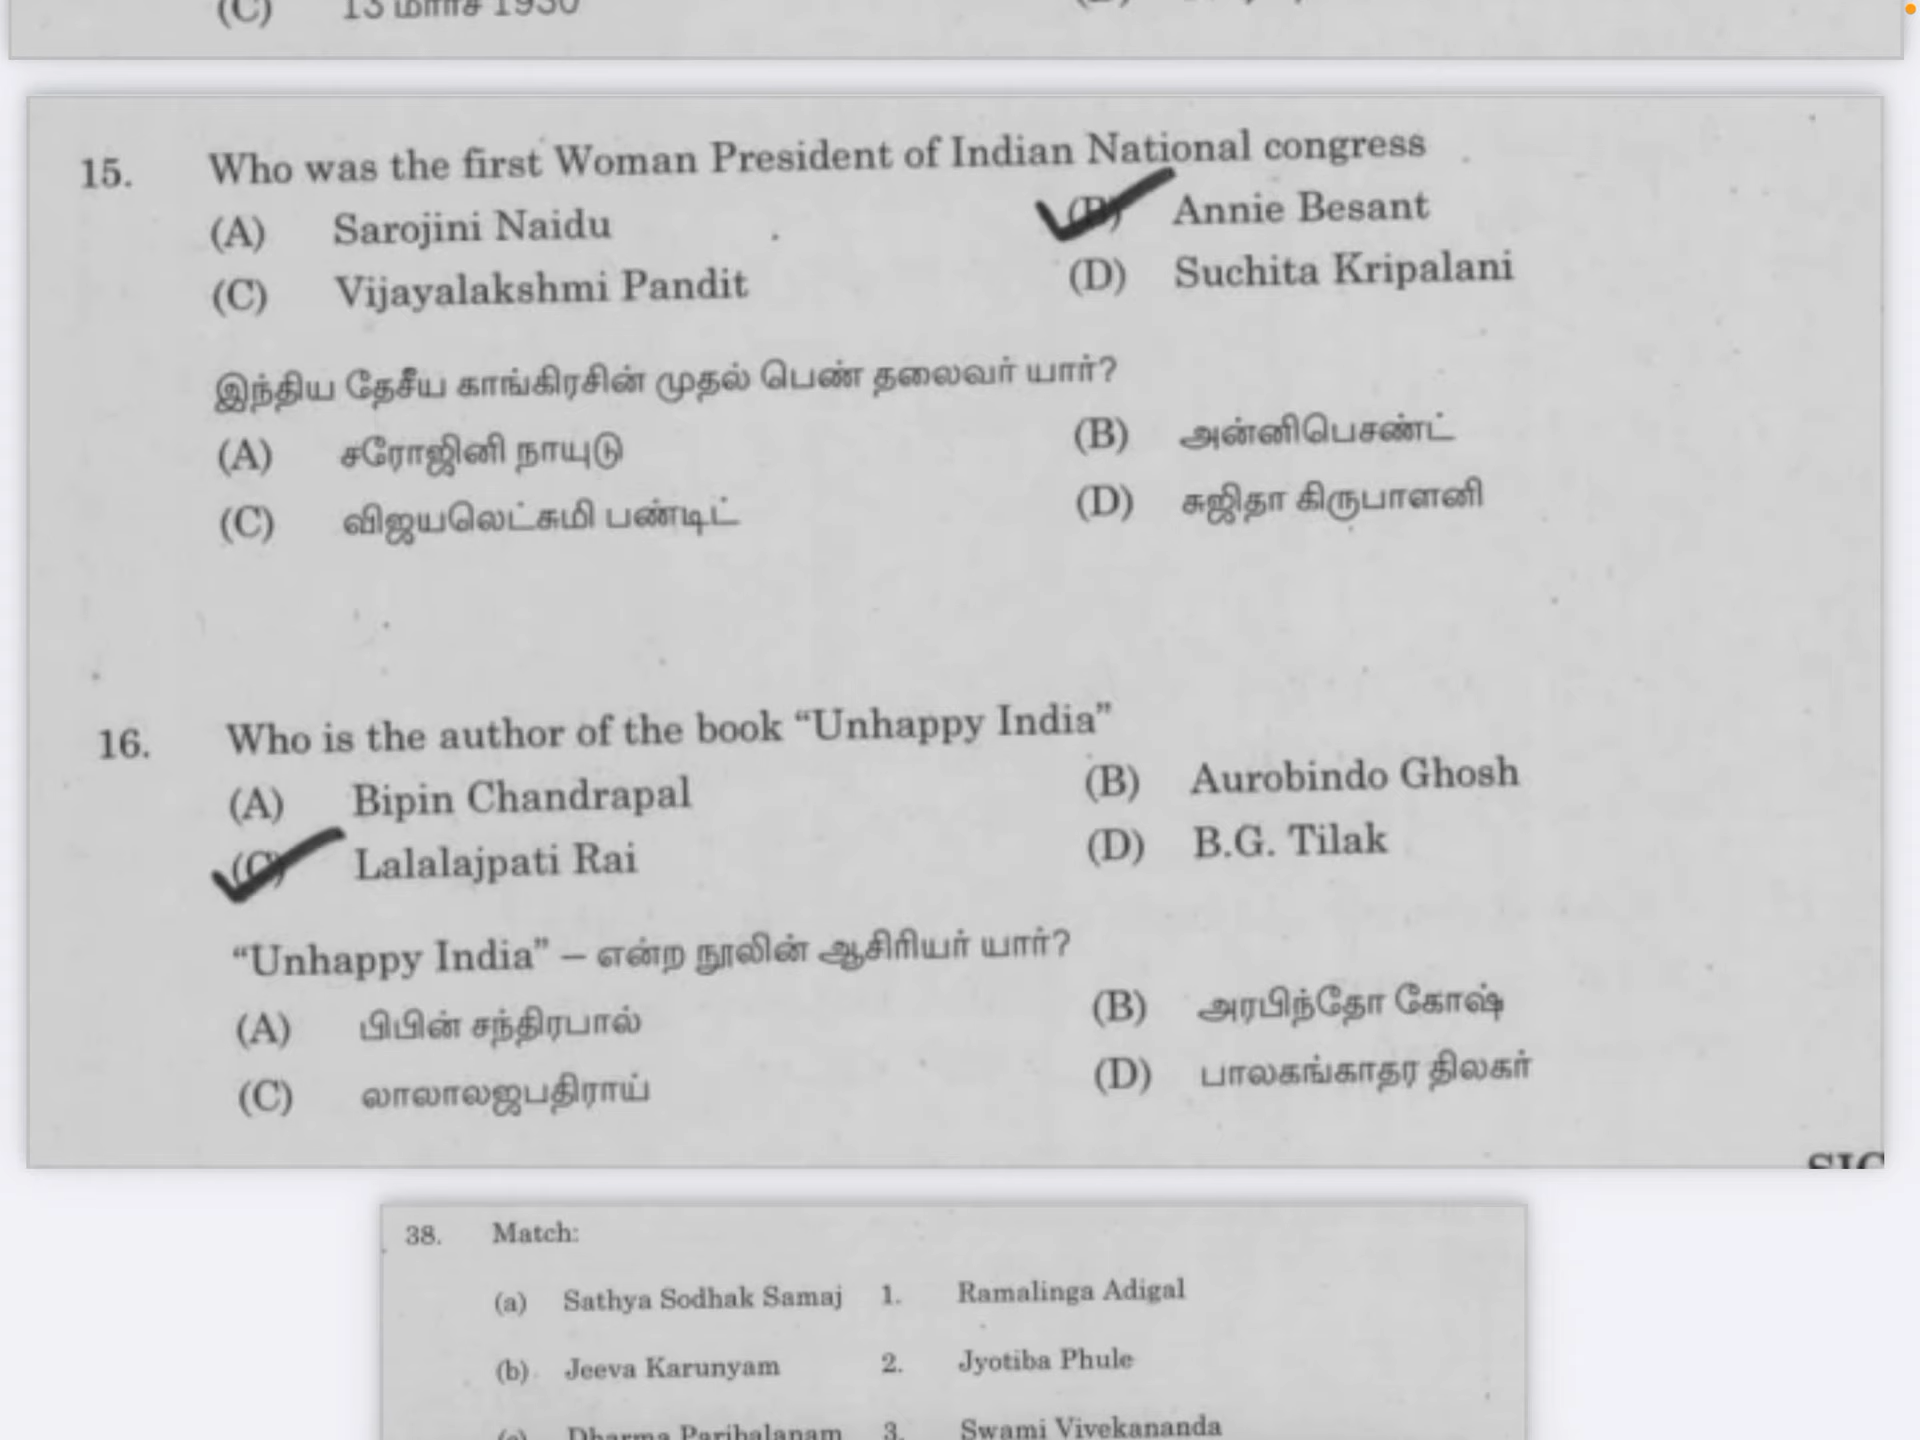 (C) 13 மார்ச் 1930
15. Who was the first Woman President of Indian National congress
(A) Sarojini Naidu (B) Annie Besant
(C) Vijayalakshmi Pandit (D) Suchita Kripalani
இந்திய தேசீய காங்கிரசின் முதல் பெண் தலைவர் யார்?
(A) சரோஜினி நாயுடு (B) அன்னிபெசண்ட்
(C) விஜயலெட்சுமி பண்டிட் (D) சுஜிதா கிருபாளனி
16. Who is the author of the book “Unhappy India”
(A) Bipin Chandrapal (B) Aurobindo Ghosh
(C) Lalalajpati Rai (D) B.G. Tilak
“Unhappy India” – என்ற நூலின் ஆசிரியர் யார்?
(A) பிபின் சந்திரபால் (B) அரபிந்தோ கோஷ்
(C) லாலாலஜபதிராய் (D) பாலகங்காதர திலகர்
38. Match:
(a) Sathya Sodhak Samaj 1. Ramalinga Adigal
(b) Jeeva Karunyam 2. Jyotiba Phule
(c) Dharma Paribalanam 3. Swami Vivekananda